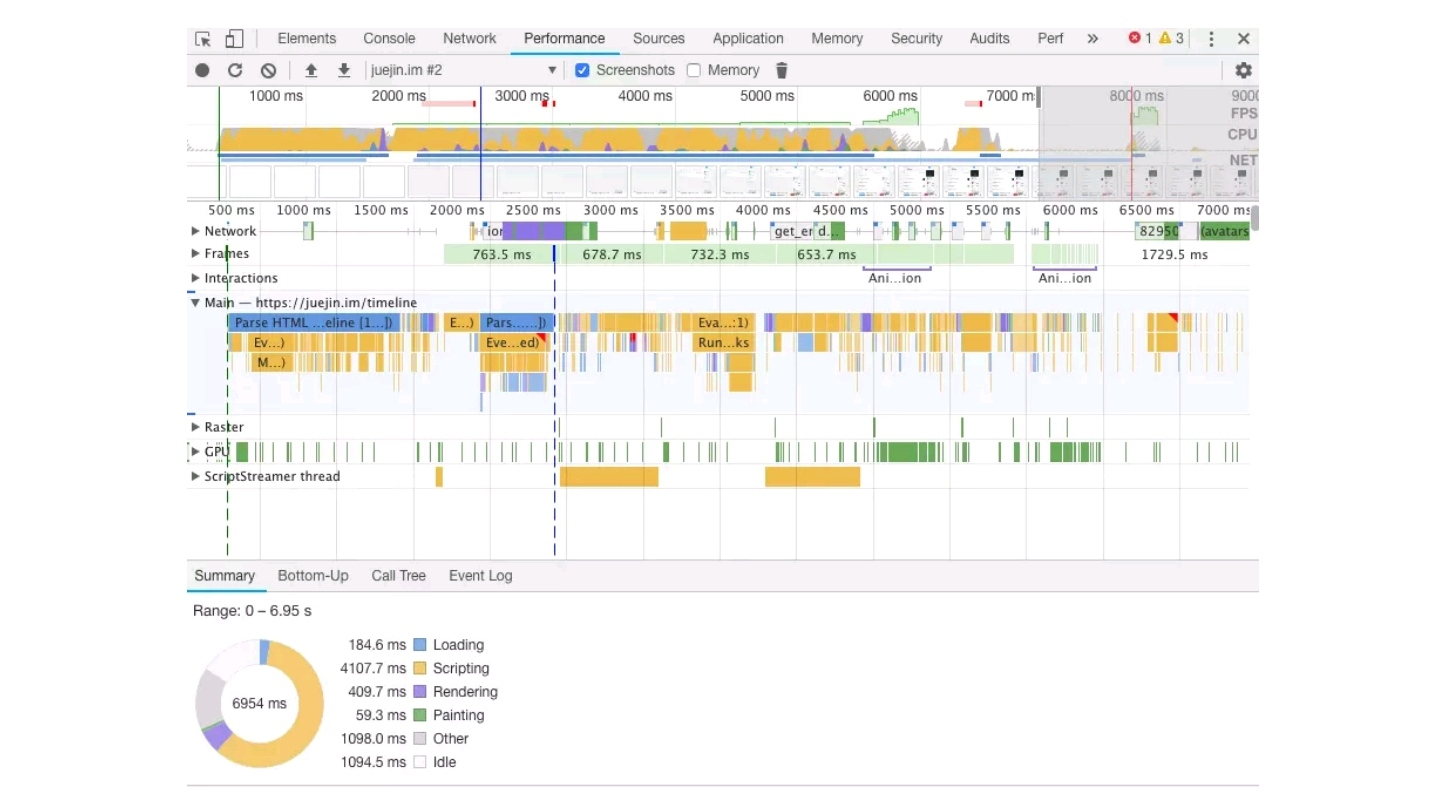 Elements Console Network Performance Sources Application Memory Security Audits Perf » 1 3
juejin.im #2 Screenshots Memory
1000 ms 2000 ms 3000 ms 4000 ms 5000 ms 6000 ms 7000 m 8000 ms 9000
FPS
CPU
NET
500 ms 1000 ms 1500 ms 2000 ms 2500 ms 3000 ms 3500 ms 4000 ms 4500 ms 5000 ms 5500 ms 6000 ms 6500 ms 7000 ms
Network ior get_er d... 82950 (avatars
Frames 763.5 ms 678.7 ms 732.3 ms 653.7 ms 1729.5 ms
Interactions Ani...ion Ani...ion
Main — https://juejin.im/timeline
Parse HTML ...eline [1...]) E...) Pars......]) Eva...:1)
Ev...) Eve...ed) Run...ks
M...)
Raster
GPU
ScriptStreamer thread
Summary Bottom-Up Call Tree Event Log
Range: 0 – 6.95 s
184.6 ms Loading
4107.7 ms Scripting
409.7 ms Rendering
6954 ms
59.3 ms Painting
1098.0 ms Other
1094.5 ms Idle